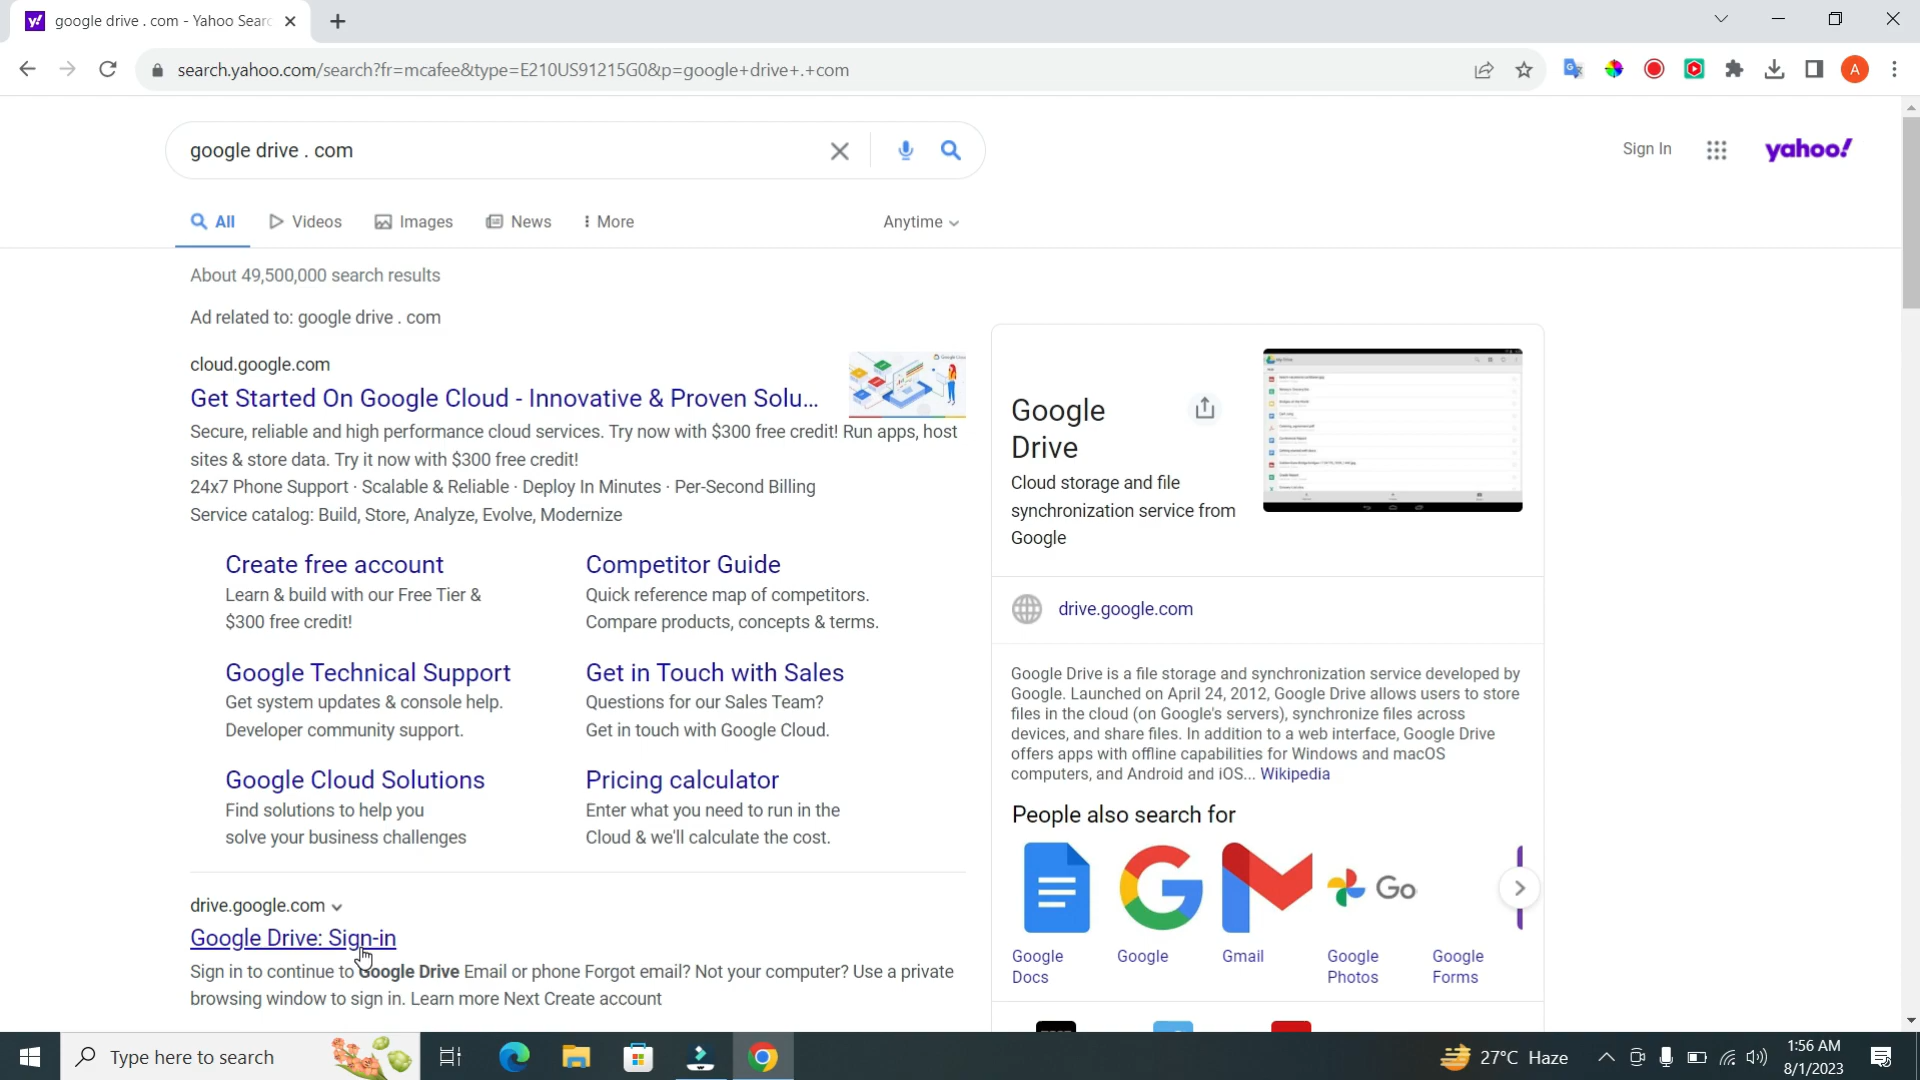 google drive . com - Yahoo Searc
search.yahoo.com/search?fr=mcafee&type=E210US91215G0&p=google+drive+.+com
A
google drive . com
Sign In
yahoo!
All
Videos
Images
News
More
Anytime
About 49,500,000 search results
Ad related to: google drive . com
cloud.google.com
Get Started On Google Cloud - Innovative & Proven Solu...
Secure, reliable and high performance cloud services. Try now with $300 free credit! Run apps, host
sites & store data. Try it now with $300 free credit!
24x7 Phone Support · Scalable & Reliable · Deploy In Minutes · Per-Second Billing
Service catalog: Build, Store, Analyze, Evolve, Modernize
Create free account
Learn & build with our Free Tier &
$300 free credit!
Competitor Guide
Quick reference map of competitors.
Compare products, concepts & terms.
Google Technical Support
Get system updates & console help.
Developer community support.
Get in Touch with Sales
Questions for our Sales Team?
Get in touch with Google Cloud.
Google Cloud Solutions
Find solutions to help you
solve your business challenges
Pricing calculator
Enter what you need to run in the
Cloud & we'll calculate the cost.
drive.google.com
Google Drive: Sign-in
Sign in to continue to Google Drive Email or phone Forgot email? Not your computer? Use a private
browsing window to sign in. Learn more Next Create account
Google
Drive
Cloud storage and file
synchronization service from
Google
drive.google.com
Google Drive is a file storage and synchronization service developed by
Google. Launched on April 24, 2012, Google Drive allows users to store
files in the cloud (on Google's servers), synchronize files across
devices, and share files. In addition to a web interface, Google Drive
offers apps with offline capabilities for Windows and macOS
computers, and Android and iOS... Wikipedia
People also search for
Go
Google
Docs
Google
Gmail
Google
Photos
Google
Forms
Type here to search
27°C Haze
1:56 AM
8/1/2023